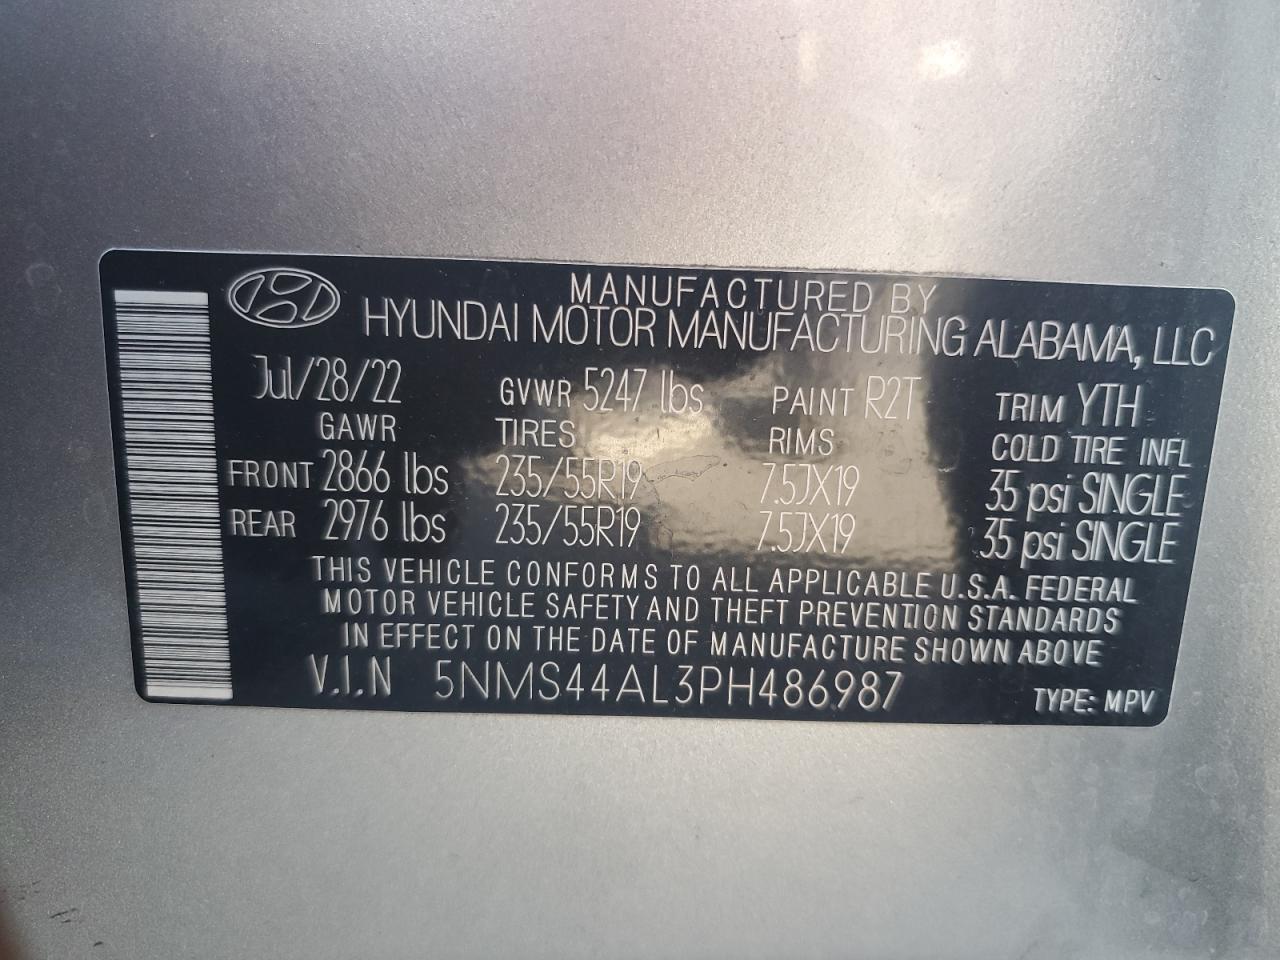 MANUFACTURED BY
HYUNDAI MOTOR MANUFACTURING ALABAMA, LLC
Jul/28/22 GVWR 5247 lbs PAINT R2T TRIM YTH
GAWR TIRES RIMS COLD TIRE INFL
FRONT 2866 lbs 235/55R19 7.5JX19 35 psi SINGLE
REAR 2976 lbs 235/55R19 7.5JX19 35 psi SINGLE
THIS VEHICLE CONFORMS TO ALL APPLICABLE U.S.A. FEDERAL
MOTOR VEHICLE SAFETY AND THEFT PREVENTION STANDARDS
IN EFFECT ON THE DATE OF MANUFACTURE SHOWN ABOVE
V.I.N 5NMS44AL3PH486987 TYPE: MPV